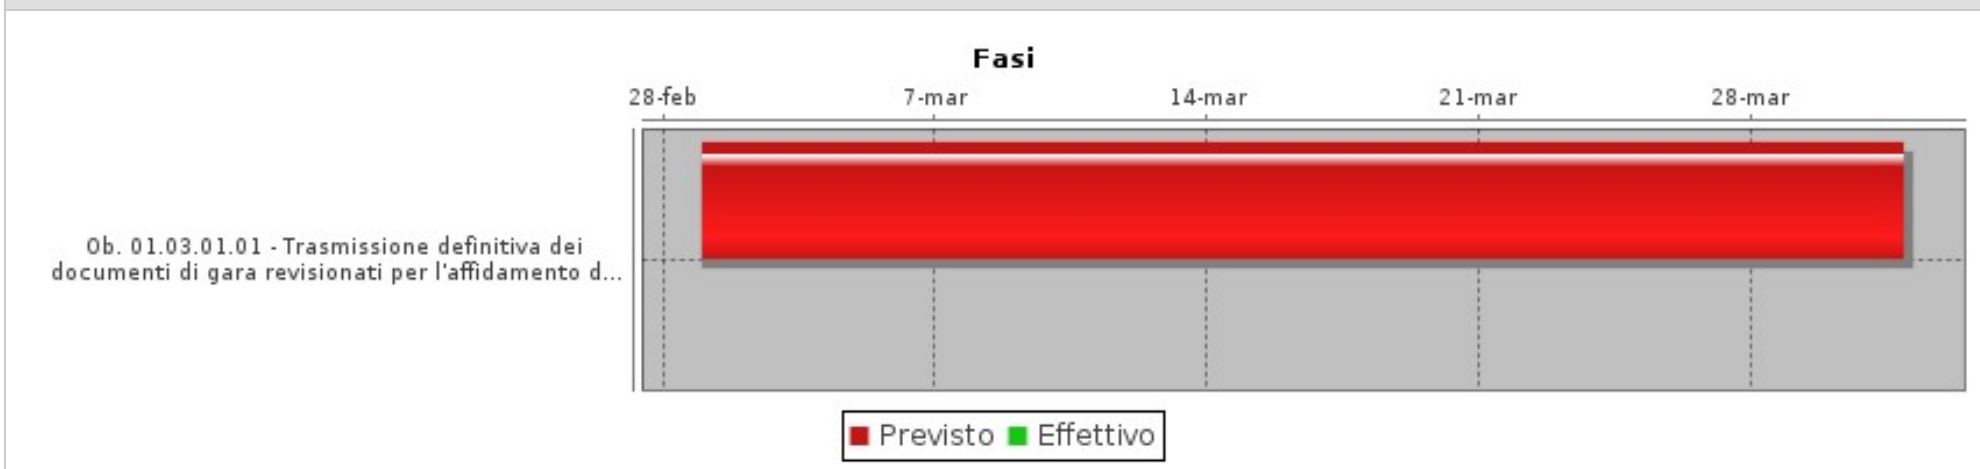 Fasi
28-feb 7-mar 14-mar 21-mar 28-mar
Ob. 01.03.01.01 - Trasmissione definitiva dei
documenti di gara revisionati per l'affidamento d...
Previsto Effettivo